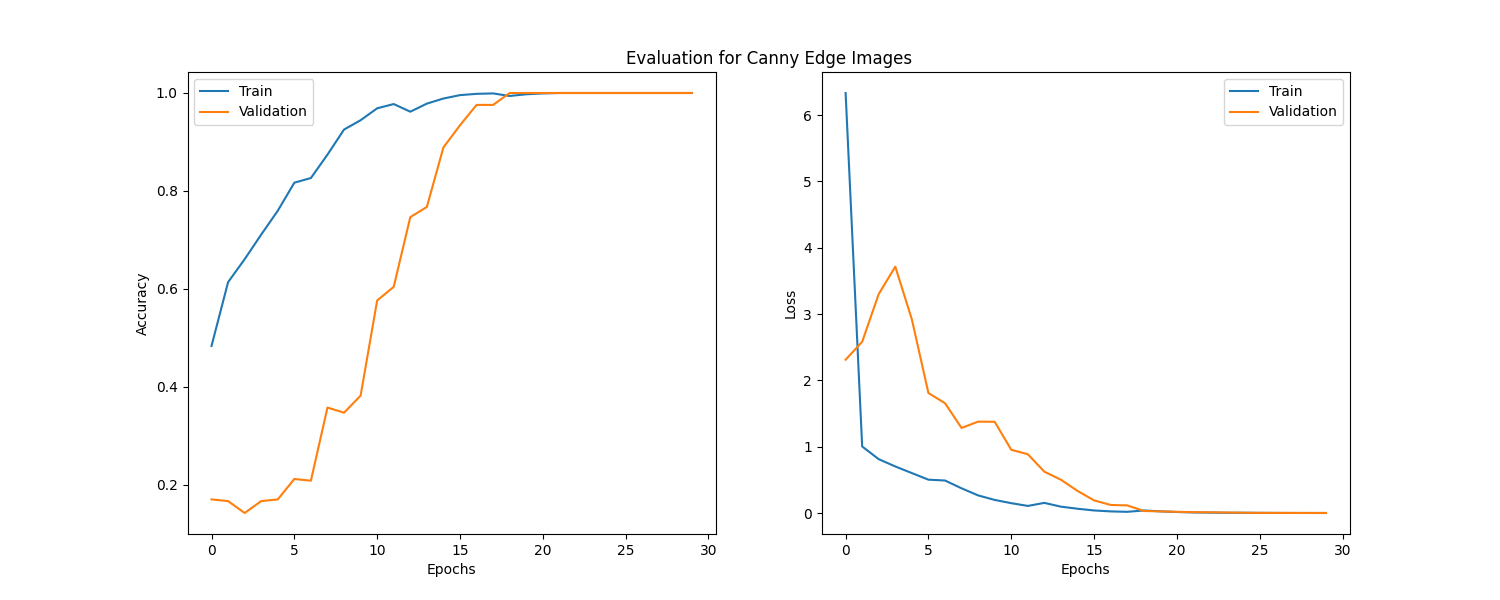 Evaluation for Canny Edge Images
Train
Validation
1.0
0.8
0.6
0.4
0.2
Accuracy
0 5 10 15 20 25 30
Epochs
Train
Validation
6
5
4
3
2
1
0
Loss
0 5 10 15 20 25 30
Epochs